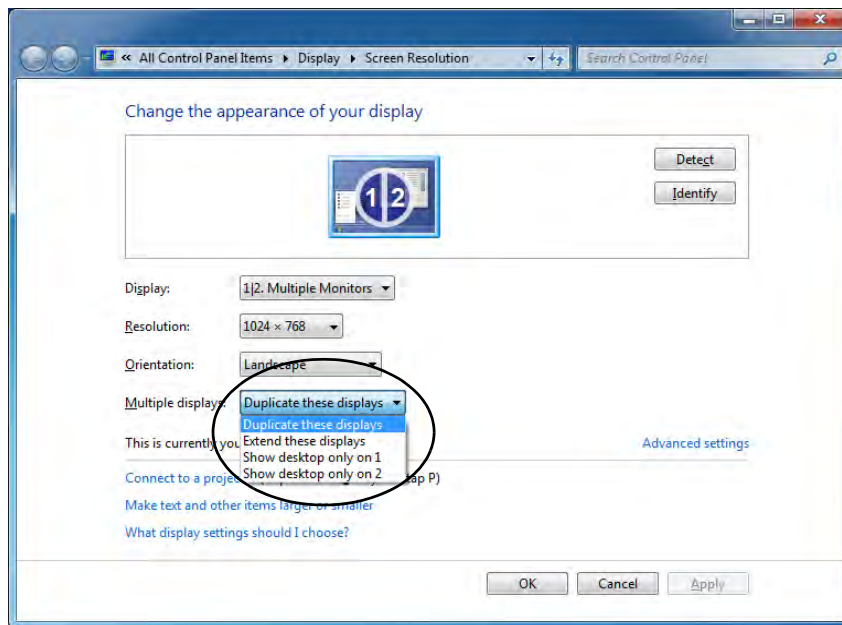 « All Control Panel Items Display Screen Resolution Search Control Panel
Change the appearance of your display
1 2
Detect
Identify
Display: 1|2. Multiple Monitors
Resolution: 1024 × 768
Orientation: Landscape
Multiple displays: Duplicate these displays
Duplicate these displays
Extend these displays
Show desktop only on 1
Show desktop only on 2
This is currently Advanced settings
Connect to a tap P)
Make text and other items larger or smaller
What display settings should I choose?
OK Cancel Apply